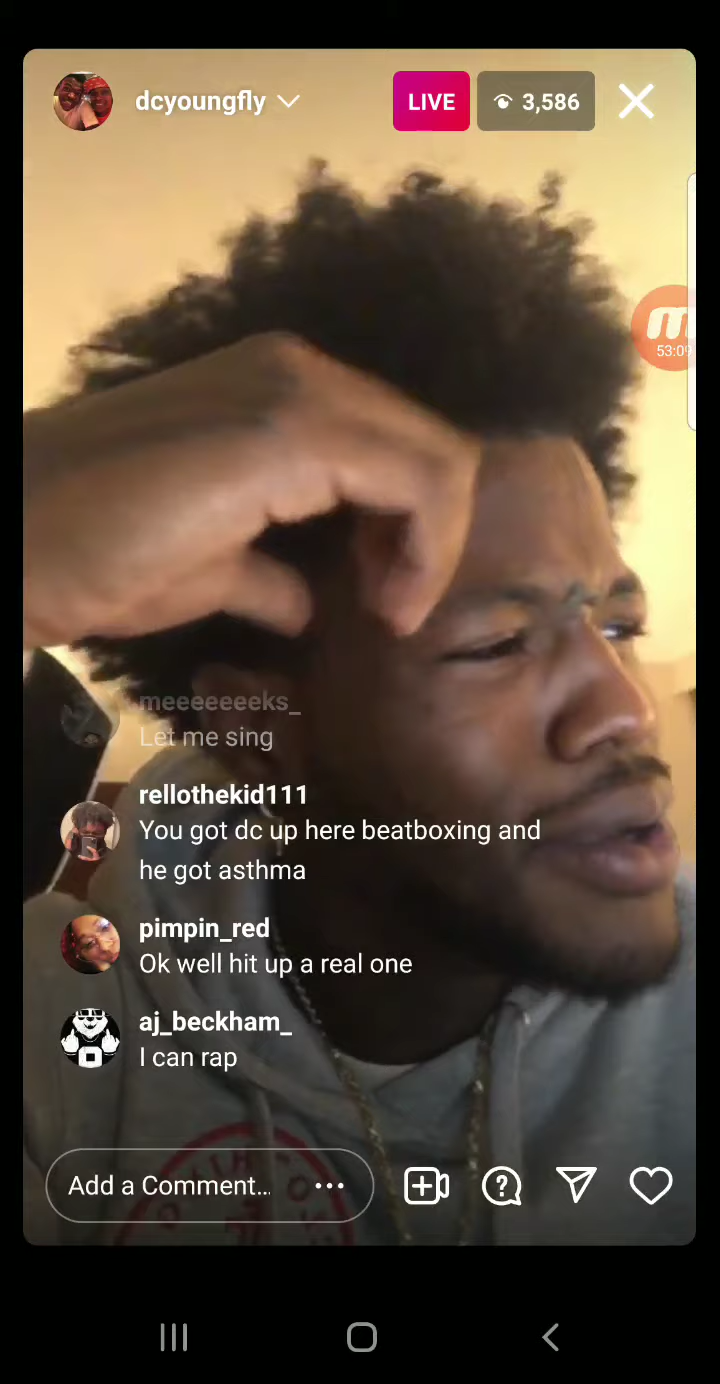 dcyoungfly
LIVE
3,586
53:09
meeeeeeeks_
Let me sing
rellothekid111
You got dc up here beatboxing and
he got asthma
pimpin_red
Ok well hit up a real one
aj_beckham_
I can rap
Add a Comment...